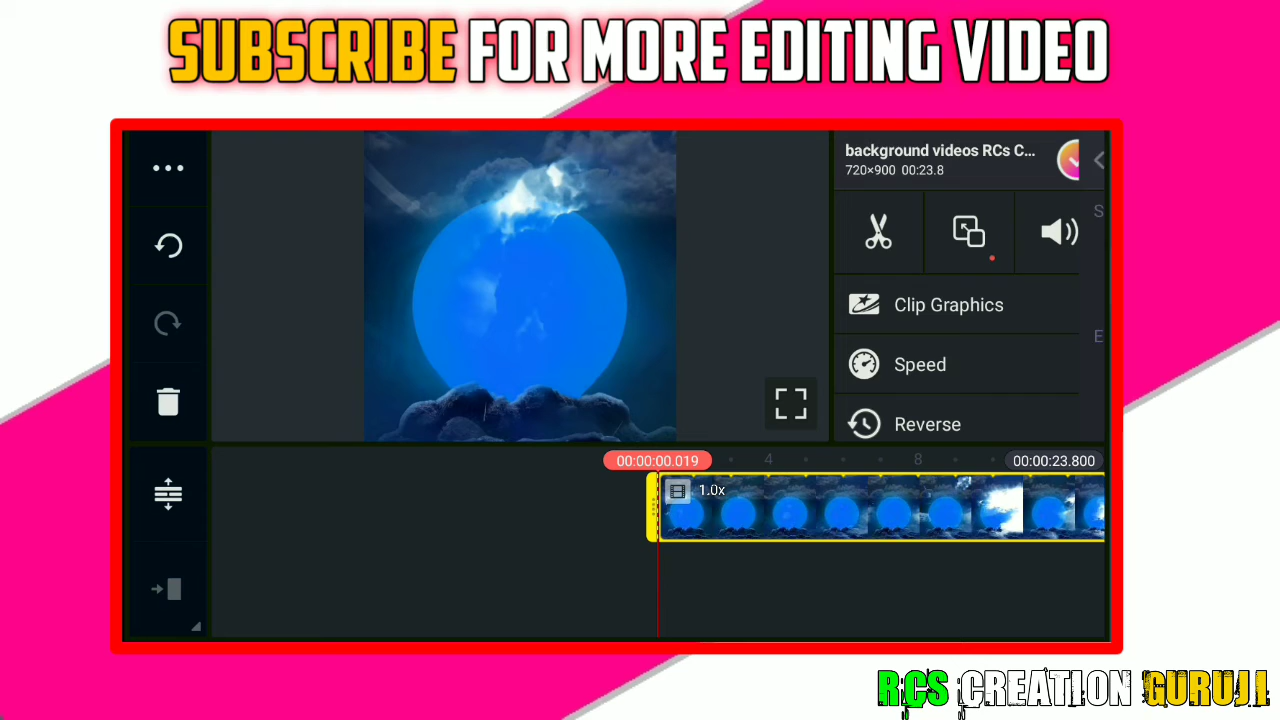 SUBSCRIBE FOR MORE EDITING VIDEO
background videos RCs C...
720×900 00:23.8
S
Clip Graphics
E
Speed
Reverse
00:00:00.019
4
8
00:00:23.800
1.0x
RCS CREATION GURUJI